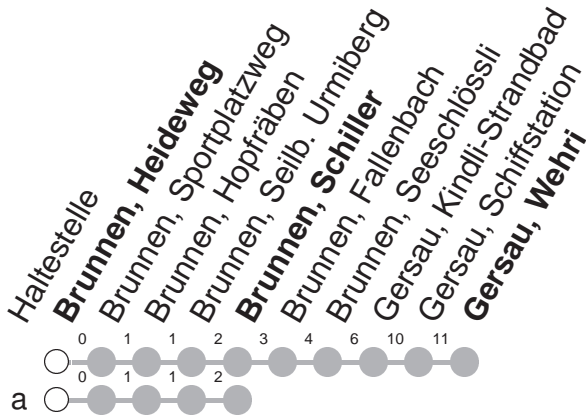 Haltestelle
Brunnen, Heideweg
Brunnen, Sportplatzweg
Brunnen, Hopfräben
Brunnen, Seilb. Urmiberg
Brunnen, Schiller
Brunnen, Fallenbach
Brunnen, Seeschlössli
Gersau, Kindli-Strandbad
Gersau, Schiffstation
Gersau, Wehri
0 1 1 2 3 4 6 10 11
a 0 1 1 2